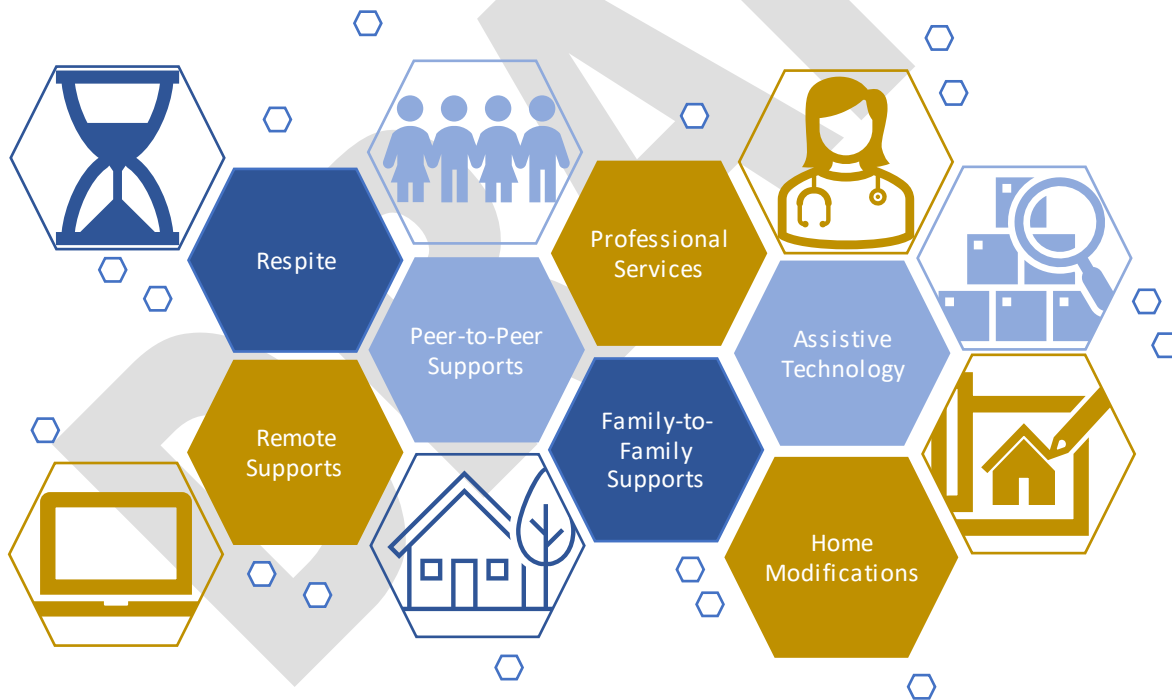 Respite
Peer-to-Peer
Supports
Professional
Services
Assistive
Technology
Remote
Supports
Family-to-
Family
Supports
Home
Modifications